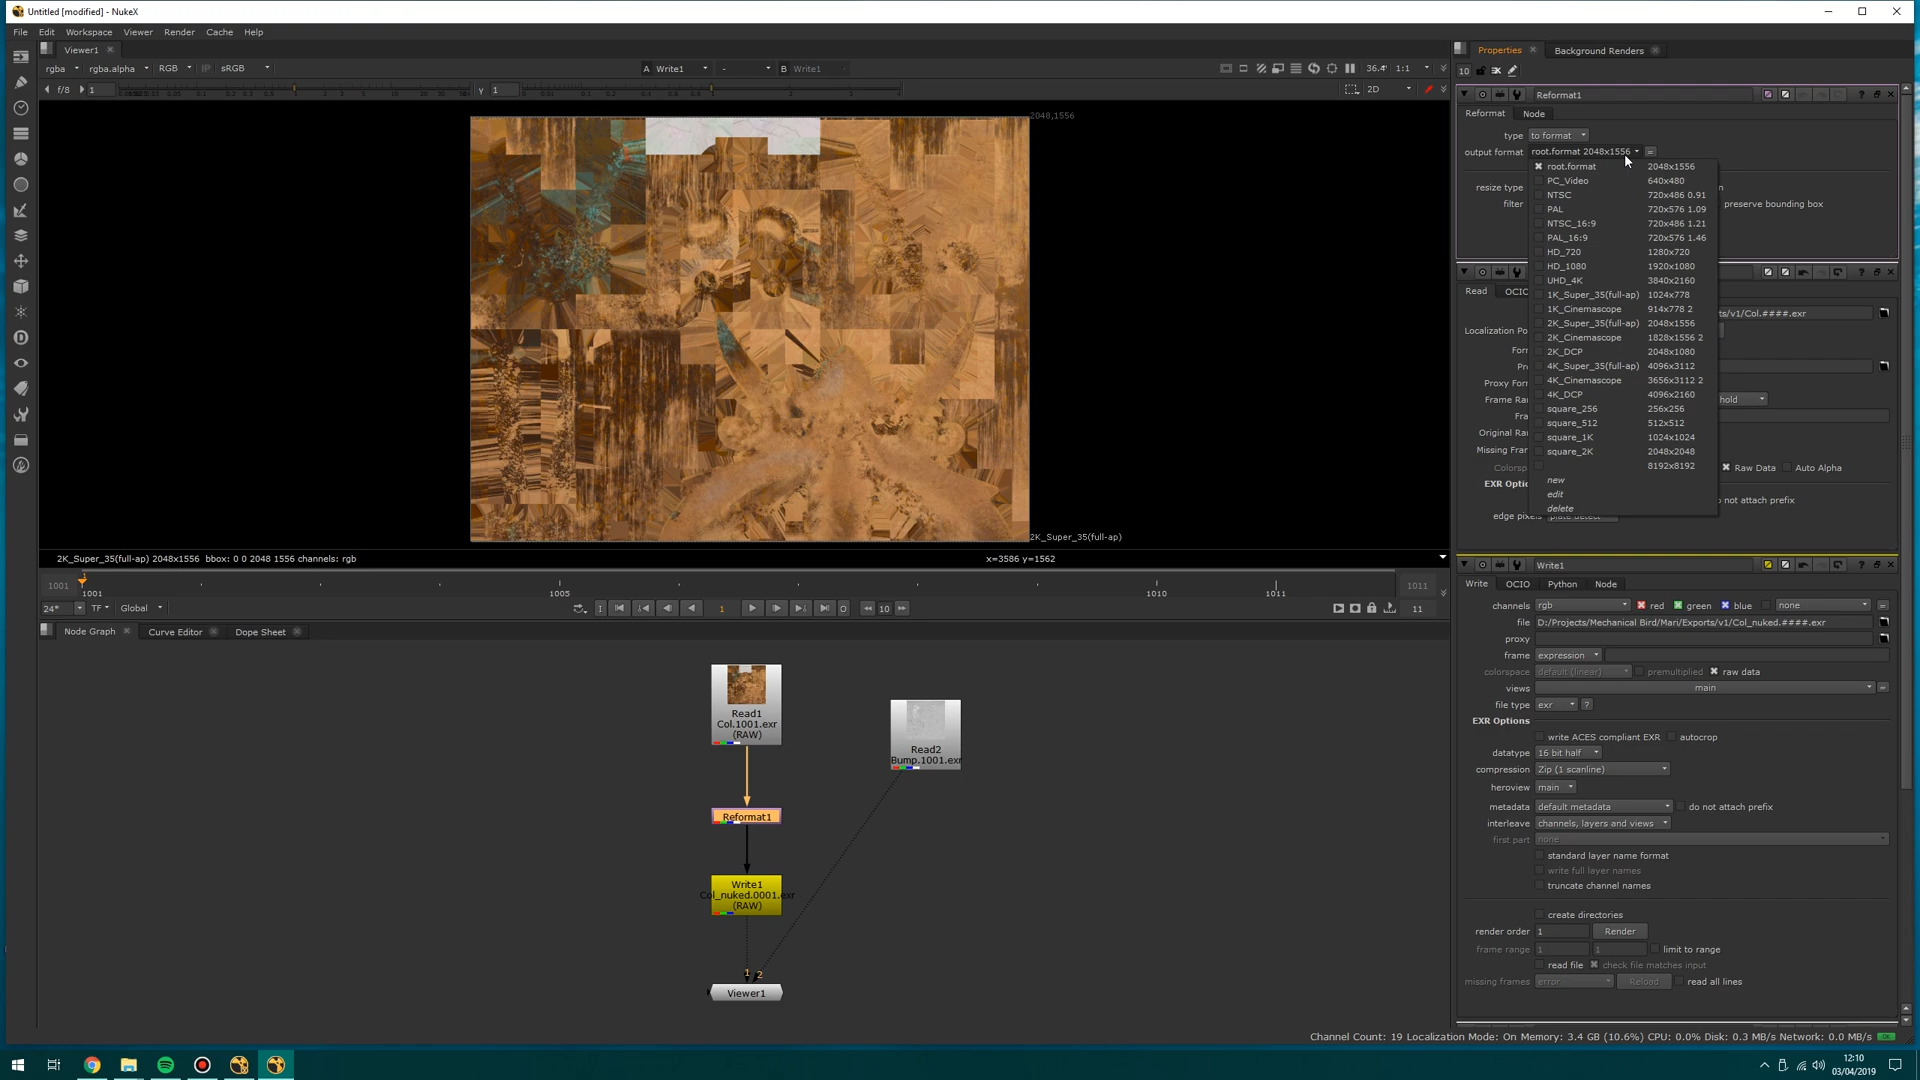 Untitled [modified] - NukeX
File Edit Workspace Viewer Render Cache Help
Viewer1
rgba rgba.alpha RGB IP sRGB A Write1 - B Write1 36.4 1:1
f/8 1 y 1 2D
2048,1556
2K_Super_35(full-ap)
2K_Super_35(full-ap) 2048x1556 bbox: 0 0 2048 1556 channels: rgb x=3586 y=1562
1001 1 1001 1005 1010 1011 1011
24* TF Global 1 10 11
Node Graph Curve Editor Dope Sheet
Read1
Col.1001.exr
(RAW)
Read2
Bump.1001.exr
Reformat1
Write1
Col_nuked.0001.exr
(RAW)
1 2
Viewer1
Properties Background Renders
10
Reformat1
Reformat Node
type to format
output format root.format 2048x1556 =
resize type
filter preserve bounding box
root.format 2048x1556
PC_Video 640x480
NTSC 720x486 0.91
PAL 720x576 1.09
NTSC_16:9 720x486 1.21
PAL_16:9 720x576 1.46
HD_720 1280x720
HD_1080 1920x1080
UHD_4K 3840x2160
1K_Super_35(full-ap) 1024x778
1K_Cinemascope 914x778 2
2K_Super_35(full-ap) 2048x1556
2K_Cinemascope 1828x1556 2
2K_DCP 2048x1080
4K_Super_35(full-ap) 4096x3112
4K_Cinemascope 3656x3112 2
4K_DCP 4096x2160
square_256 256x256
square_512 512x512
square_1K 1024x1024
square_2K 2048x2048
8192x8192
new
edit
delete
Read OCIO
ts/v1/Col.####.exr
Localization Po
Proxy Form
Frame Ran hold
Original Ra
Missing Fram
Raw Data Auto Alpha
EXR Optio
edge pixels
Write1
Write OCIO Python Node
channels rgb red green blue none =
file D:/Projects/Mechanical Bird/Mari/Exports/v1/Col_nuked.####.exr
proxy
frame expression
colorspace default (linear) premultiplied raw data
views main =
file type exr ?
EXR Options
write ACES compliant EXR autocrop
datatype 16 bit half
compression Zip (1 scanline)
heroview main
metadata default metadata do not attach prefix
interleave channels, layers and views
first part none
standard layer name format
write full layer names
truncate channel names
create directories
render order 1 Render
frame range 1 1 limit to range
read file check file matches input
missing frames error Reload read all lines
Channel Count: 19 Localization Mode: On Memory: 3.4 GB (10.6%) CPU: 0.0% Disk: 0.3 MB/s Network: 0.0 MB/s
12:10
03/04/2019